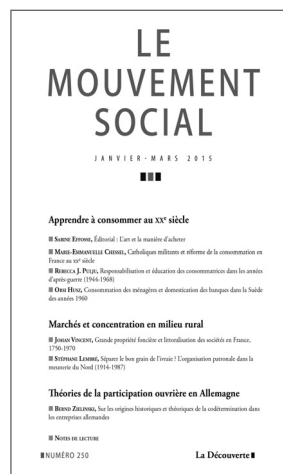 LE
MOUVEMENT
SOCIAL
JANVIER-MARS 2015
Apprendre à consommer au XXe siècle
Sabine Effosse, Éditorial : L'art et la manière d'acheter
Marie-Emmanuelle Chessel, Catholiques militants et réforme de la consommation en
France au XXe siècle
Rebecca J. Pulju, Responsabilisation et éducation des consommatrices dans les années
d'après-guerre (1944-1968)
Orsi Husz, Consommation des ménagères et domestication des banques dans la Suède
des années 1960
Marchés et concentration en milieu rural
Johan Vincent, Grande propriété foncière et littoralisation des sociétés en France,
1750-1970
Stéphane Lembré, Séparer le bon grain de l'ivraie ? L'organisation patronale dans la
meunerie du Nord (1914-1987)
Théories de la participation ouvrière en Allemagne
Bernd Zielinski, Sur les origines historiques et théoriques de la codétermination dans
les entreprises allemandes
Notes de lecture
NUMÉRO 250
La Découverte